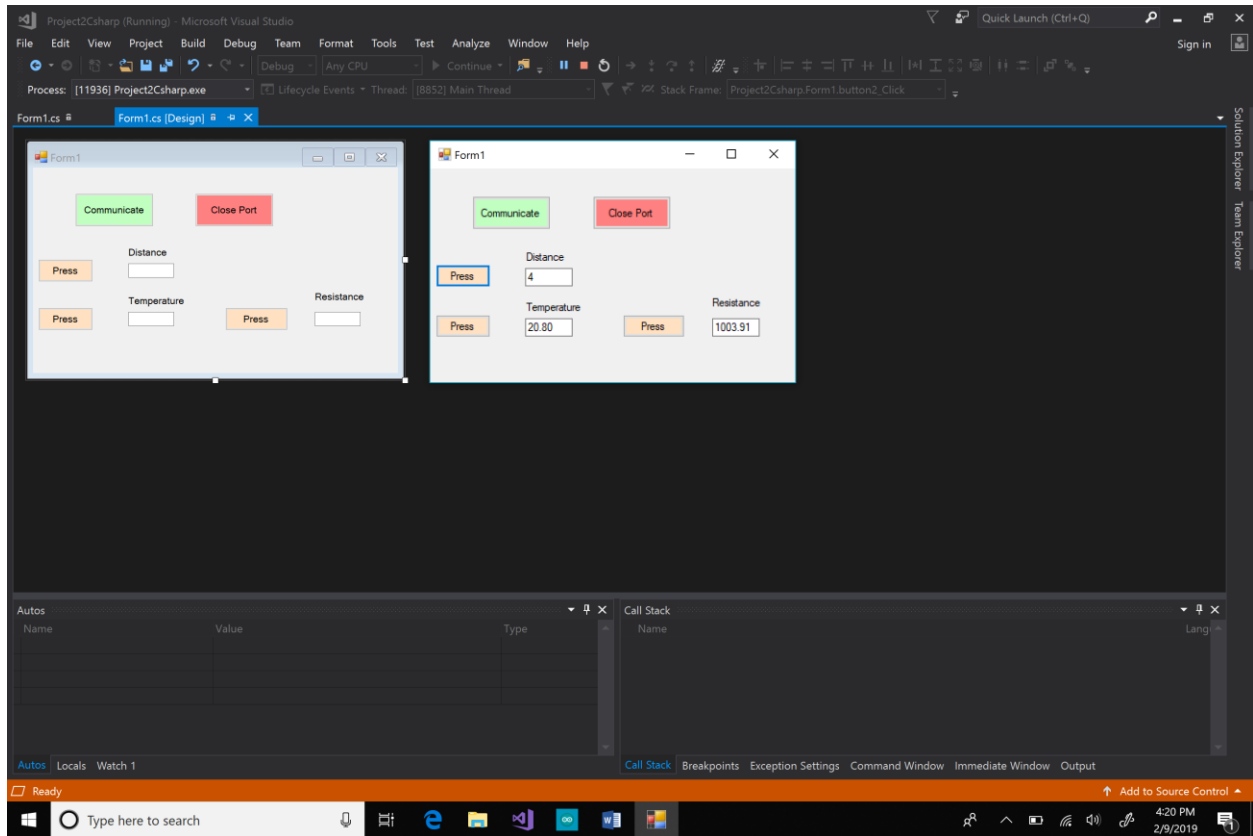 Project2Csharp (Running) - Microsoft Visual Studio
Quick Launch (Ctrl+Q)
File Edit View Project Build Debug Team Format Tools Test Analyze Window Help
Sign in
Debug Any CPU Continue
Process: [11936] Project2Csharp.exe Lifecycle Events Thread: [8852] Main Thread Stack Frame: Project2Csharp.Form1.button2_Click
Form1.cs Form1.cs [Design]
Solution Explorer
Team Explorer
Form1
Communicate Close Port
Distance
Press
Temperature Resistance
Press Press
Form1
Communicate Close Port
Distance
Press 4
Temperature Resistance
Press 20.80 Press 1003.91
Autos
Name Value Type
Call Stack
Name Lang
Autos Locals Watch 1
Call Stack Breakpoints Exception Settings Command Window Immediate Window Output
Ready
Add to Source Control
Type here to search
4:20 PM
2/9/2019
1